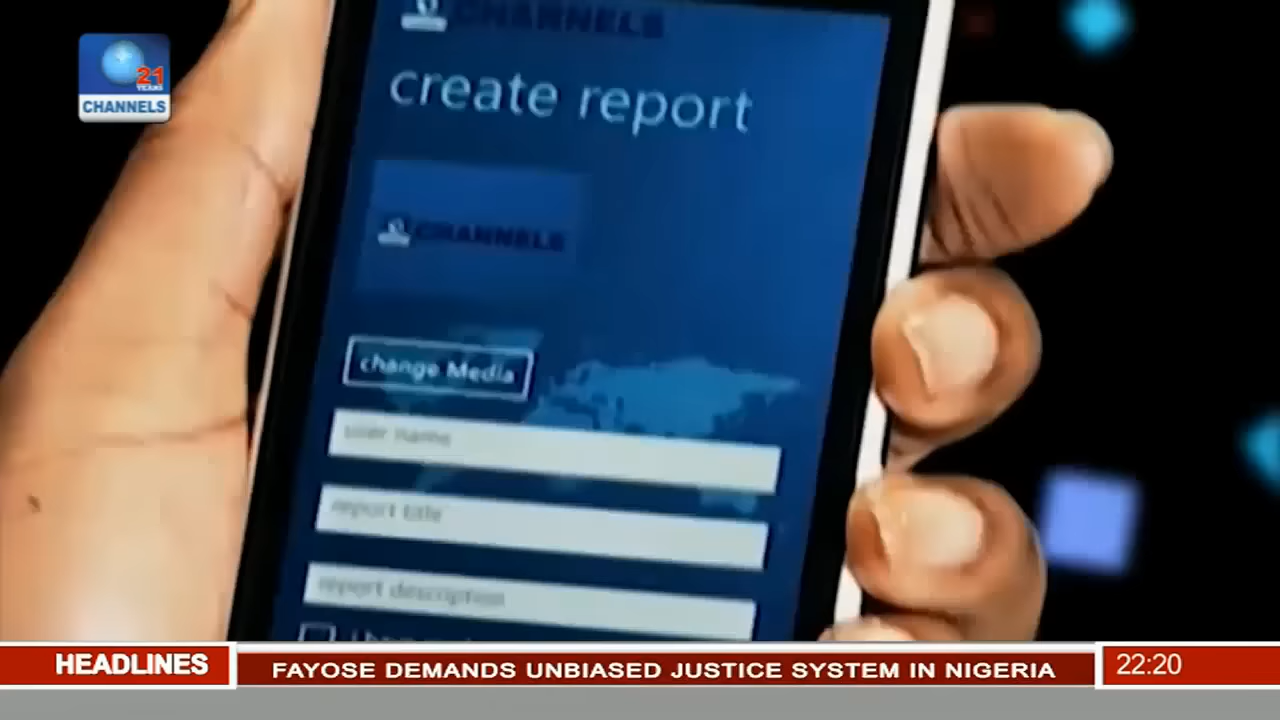 21
YEARS
CHANNELS
CHANNELS
create report
CHANNELS
change Media
user name
report title
report description
HEADLINES
FAYOSE DEMANDS UNBIASED JUSTICE SYSTEM IN NIGERIA
22:20